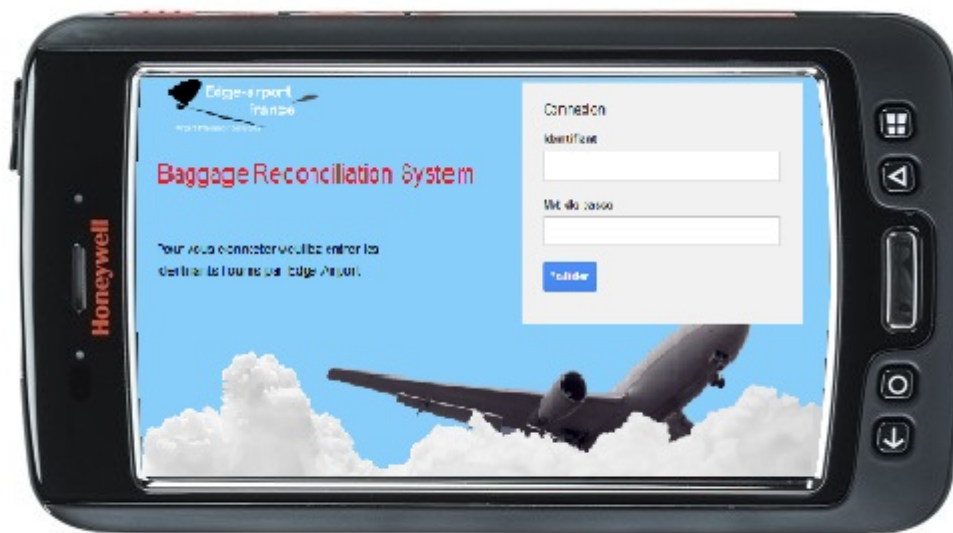 Edge-airport
France
Baggage Reconciliation System
Pour vous connecter veuillez entrer les
identifiants fournis par Edge Airport
Connexion
Identifiant
Mot de passe
Valider
Honeywell